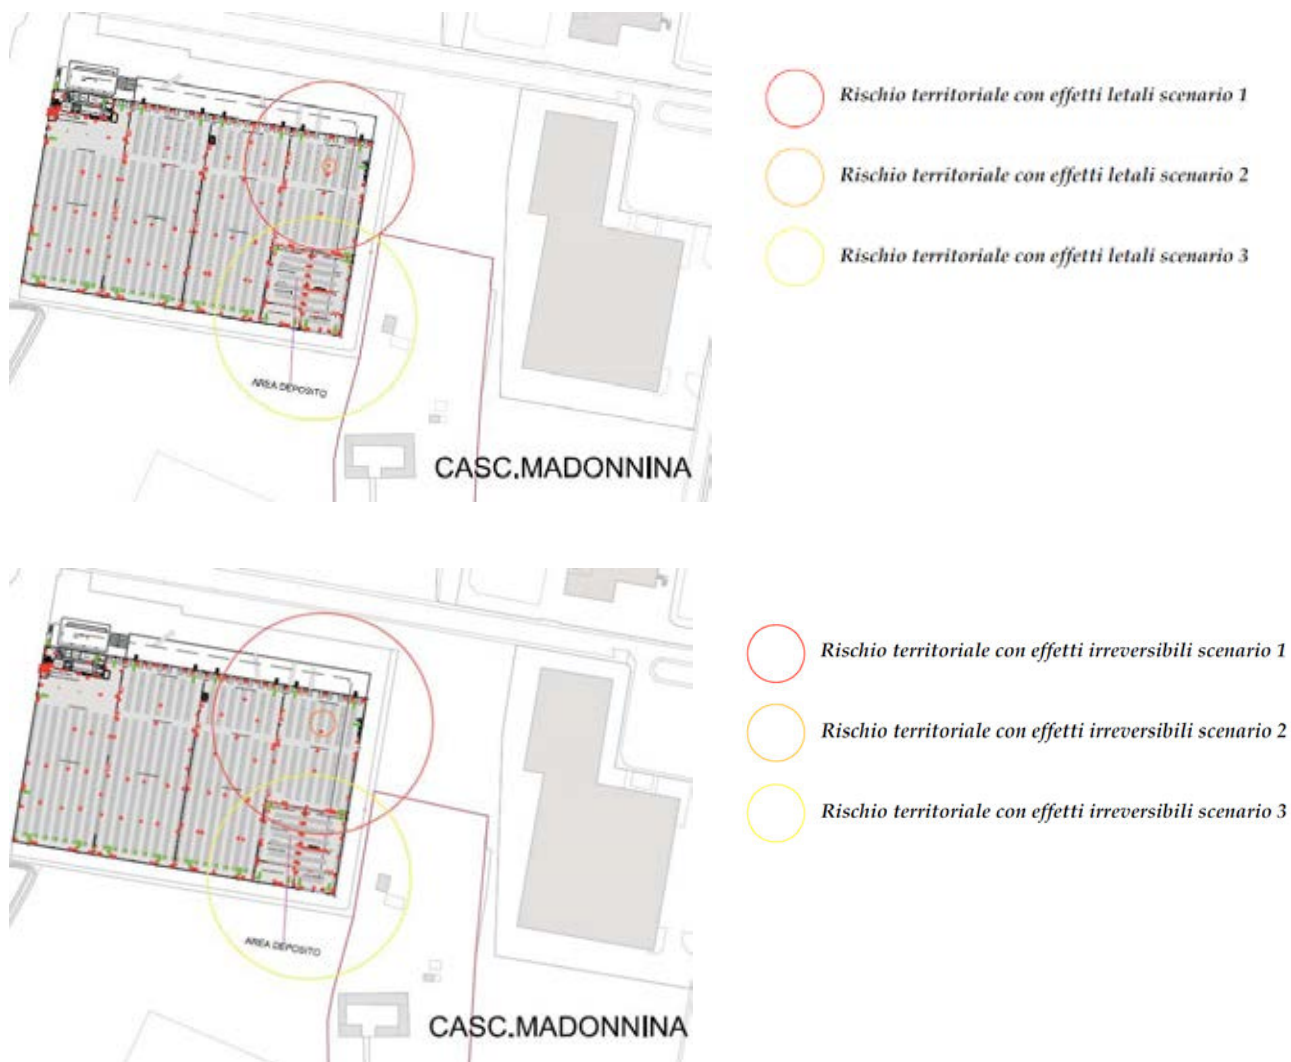 Rischio territoriale con effetti letali scenario 1
Rischio territoriale con effetti letali scenario 2
Rischio territoriale con effetti letali scenario 3
AREA DEPOSITO
CASC.MADONNINA
Rischio territoriale con effetti irreversibili scenario 1
Rischio territoriale con effetti irreversibili scenario 2
Rischio territoriale con effetti irreversibili scenario 3
AREA DEPOSITO
CASC.MADONNINA